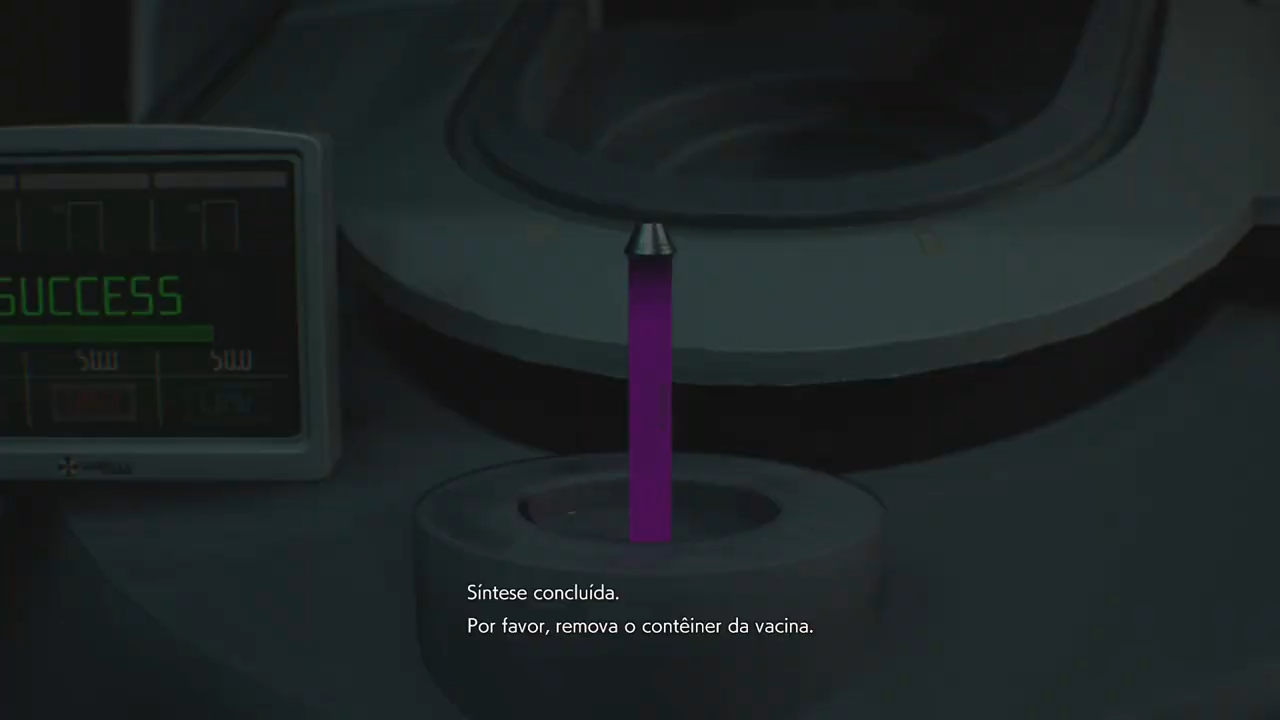 SUCCESS
Síntese concluída.
Por favor, remova o contêiner da vacina.